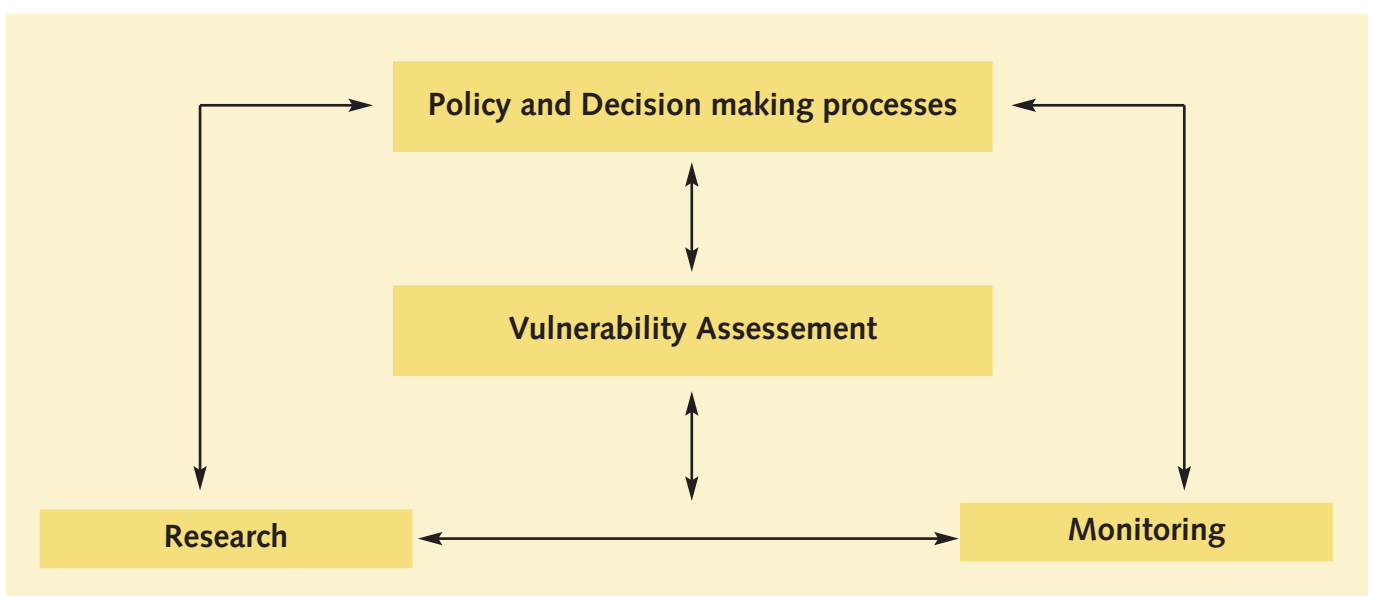 Policy and Decision making processes
Vulnerability Assessement
Research
Monitoring